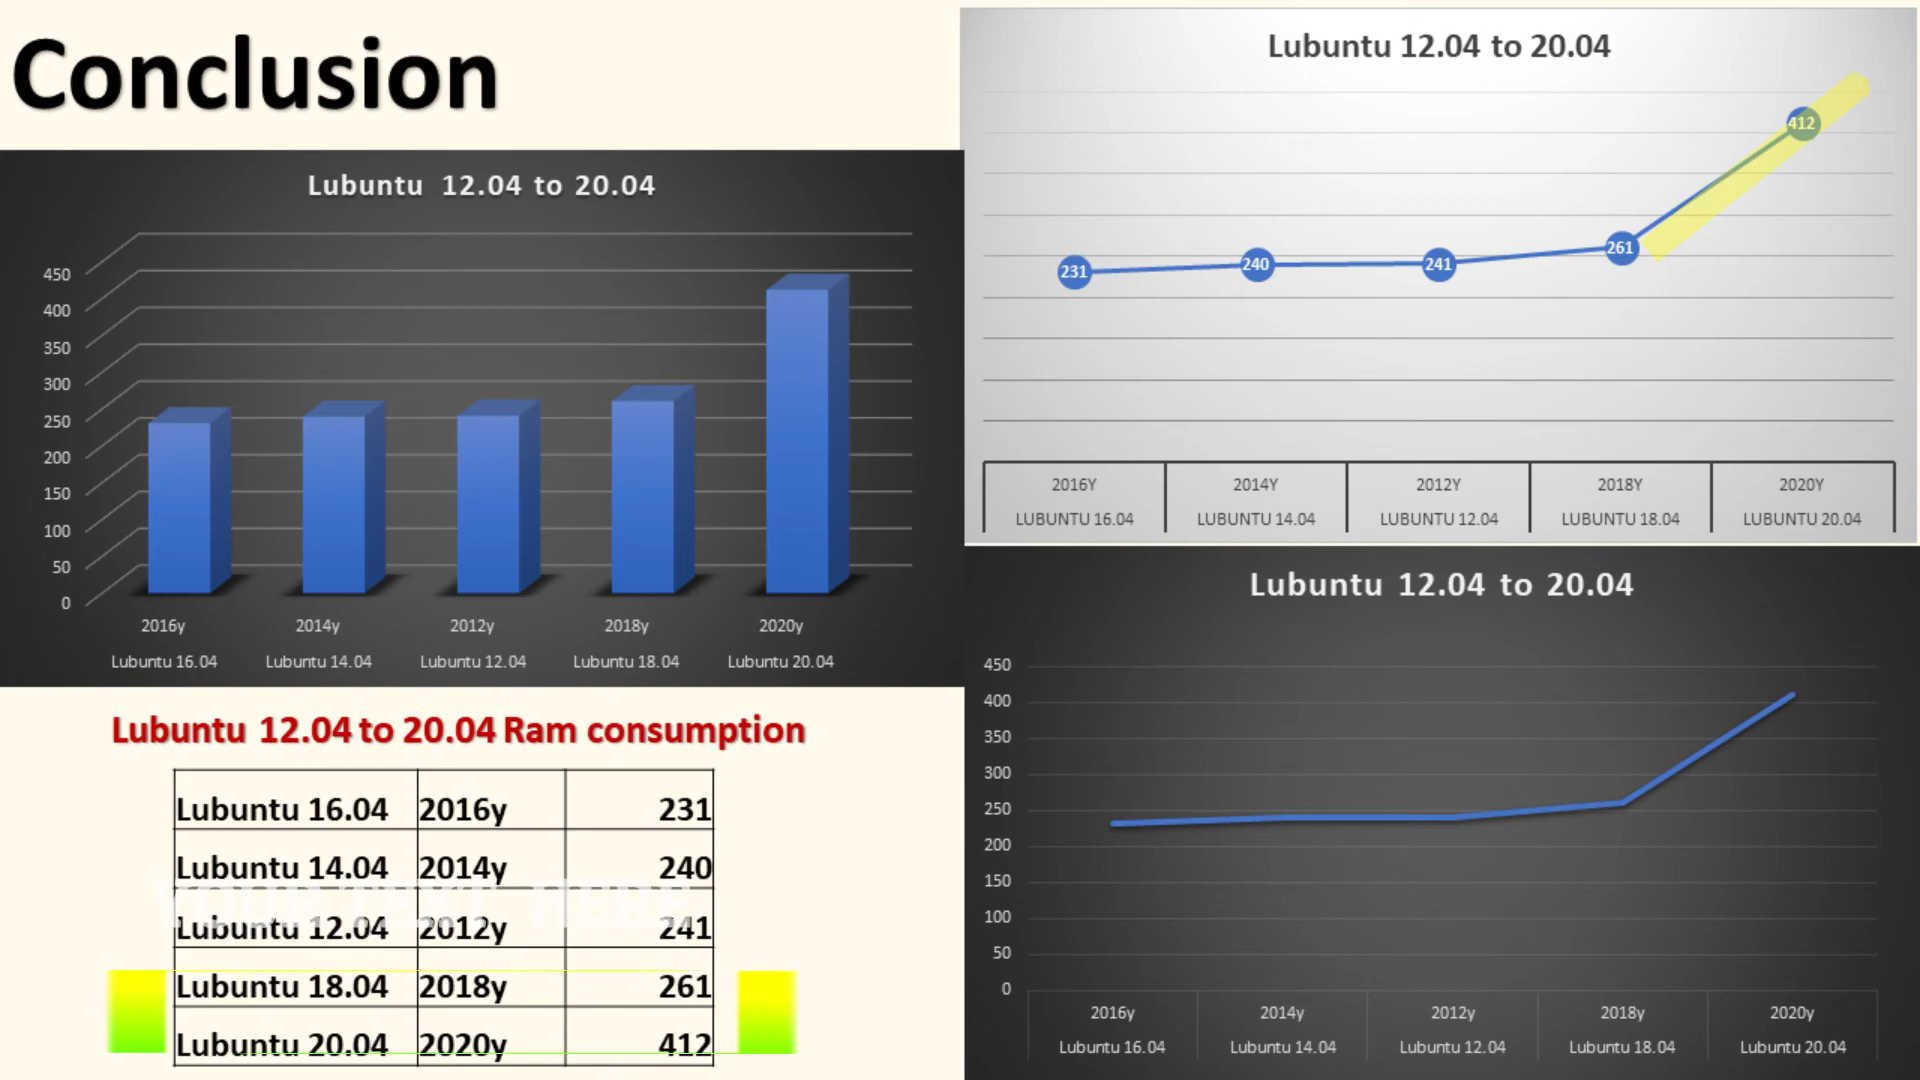 Conclusion
Lubuntu 12.04 to 20.04
450
400
350
300
250
200
150
100
50
0
2016y 2014y 2012y 2018y 2020y
Lubuntu 16.04 Lubuntu 14.04 Lubuntu 12.04 Lubuntu 18.04 Lubuntu 20.04
Lubuntu 12.04 to 20.04
231 240 241 261 412
2016Y 2014Y 2012Y 2018Y 2020Y
LUBUNTU 16.04 LUBUNTU 14.04 LUBUNTU 12.04 LUBUNTU 18.04 LUBUNTU 20.04
Lubuntu 12.04 to 20.04 Ram consumption
Lubuntu 16.04 2016y 231
Lubuntu 14.04 2014y 240
YOUR TEXT HERE
Lubuntu 12.04 2012y 241
Lubuntu 18.04 2018y 261
Lubuntu 20.04 2020y 412
Lubuntu 12.04 to 20.04
450
400
350
300
250
200
150
100
50
0
2016y 2014y 2012y 2018y 2020y
Lubuntu 16.04 Lubuntu 14.04 Lubuntu 12.04 Lubuntu 18.04 Lubuntu 20.04